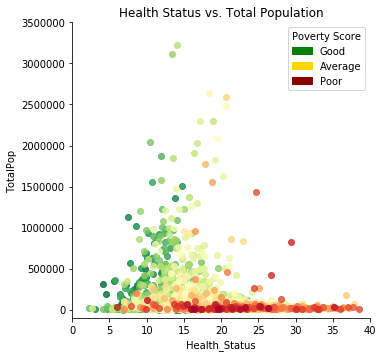 Health Status vs. Total Population
Poverty Score
Good
Average
Poor
3500000
3000000
2500000
2000000
1500000
1000000
500000
0
TotalPop
0 5 10 15 20 25 30 35 40
Health_Status